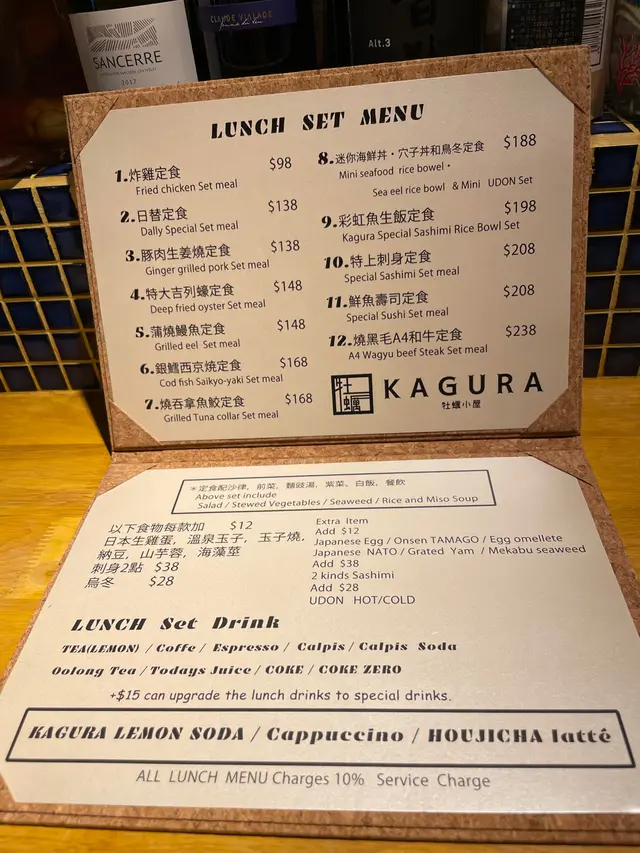 SANCERRE
2017
CLAUDE VIALADE
Alt.3
LUNCH SET MENU
1.炸雞定食 $98
Fried chicken Set meal
2.日替定食 $138
Dally Special Set meal
3.豚肉生姜燒定食 $138
Ginger grilled pork Set meal
4.特大吉列蠔定食 $148
Deep fried oyster Set meal
5.蒲燒鰻魚定食 $148
Grilled eel Set meal
6.銀鱈西京燒定食 $168
Cod fish Saikyo-yaki Set meal
7.燒吞拿魚鮫定食 $168
Grilled Tuna collar Set meal
8.迷你海鮮丼・穴子丼和烏冬定食 $188
Mini seafood rice bowel・
Sea eel rice bowl & Mini UDON Set
9.彩虹魚生飯定食 $198
Kagura Special Sashimi Rice Bowl Set
10.特上刺身定食 $208
Special Sashimi Set meal
11.鮮魚壽司定食 $208
Special Sushi Set meal
12.燒黑毛A4和牛定食 $238
A4 Wagyu beef Steak Set meal
牡蠣 KAGURA
牡蠣小屋
*定食配沙律, 前菜, 麵豉湯, 紫菜、白飯, 餐飲
Above set include
Salad / Stewed Vegetables / Seaweed / Rice and Miso Soup
以下食物每款加 $12
日本生雞蛋, 溫泉玉子, 玉子燒,
納豆, 山芋蓉, 海藻莖
刺身2點 $38
烏冬 $28
Extra Item
Add $12
Japanese Egg / Onsen TAMAGO / Egg omellete
Japanese NATO / Grated Yam / Mekabu seaweed
Add $38
2 kinds Sashimi
Add $28
UDON HOT/COLD
LUNCH Set Drink
TEA(LEMON) / Coffe / Espresso / Calpis / Calpis Soda
Oolong Tea / Todays Juice / COKE / COKE ZERO
+$15 can upgrade the lunch drinks to special drinks.
KAGURA LEMON SODA / Cappuccino / HOUJICHA latté
ALL LUNCH MENU Charges 10% Service Charge